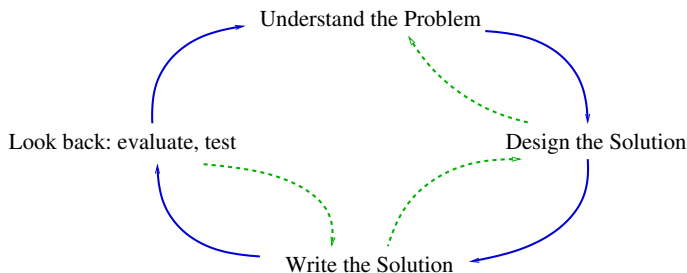 Understand the Problem
Look back: evaluate, test
Design the Solution
Write the Solution